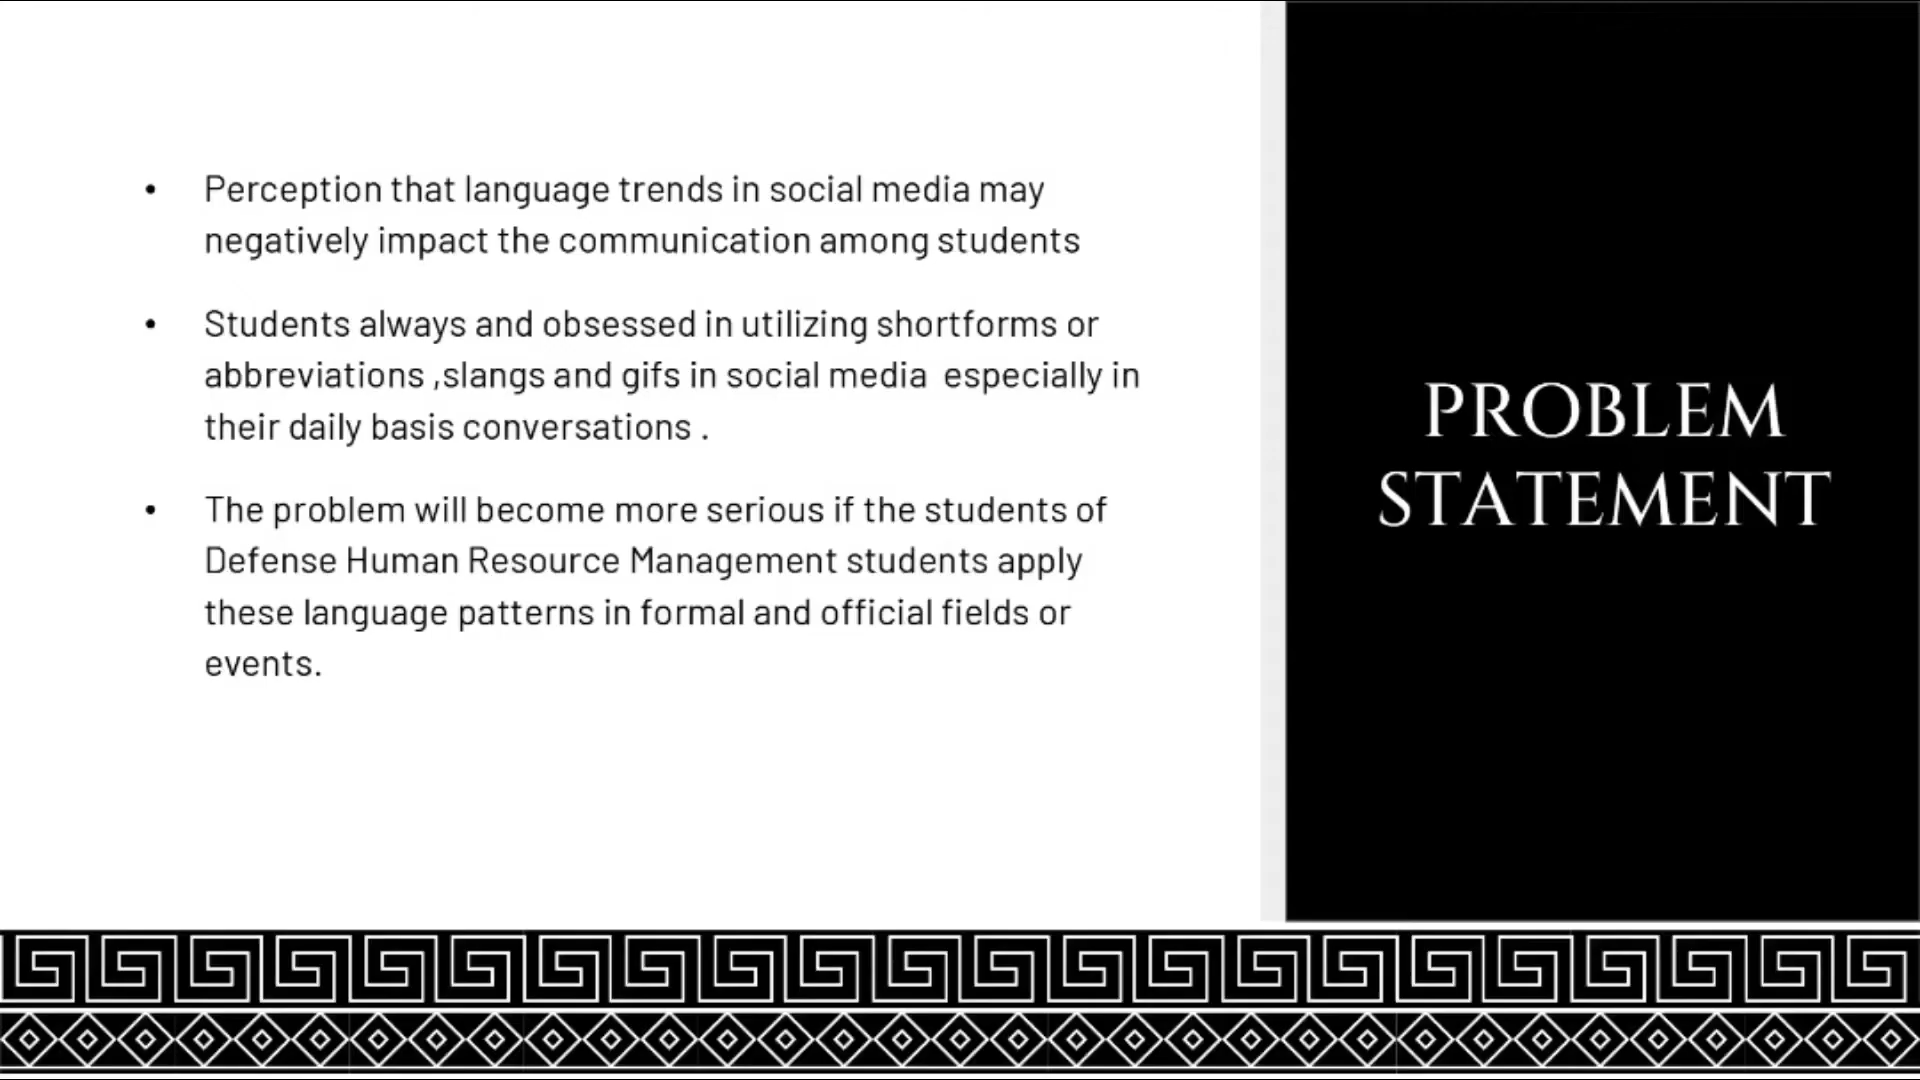 • Perception that language trends in social media may
negatively impact the communication among students
• Students always and obsessed in utilizing shortforms or
abbreviations ,slangs and gifs in social media  especially in
their daily basis conversations .
• The problem will become more serious if the students of
Defense Human Resource Management students apply
these language patterns in formal and official fields or
events.
PROBLEM
STATEMENT